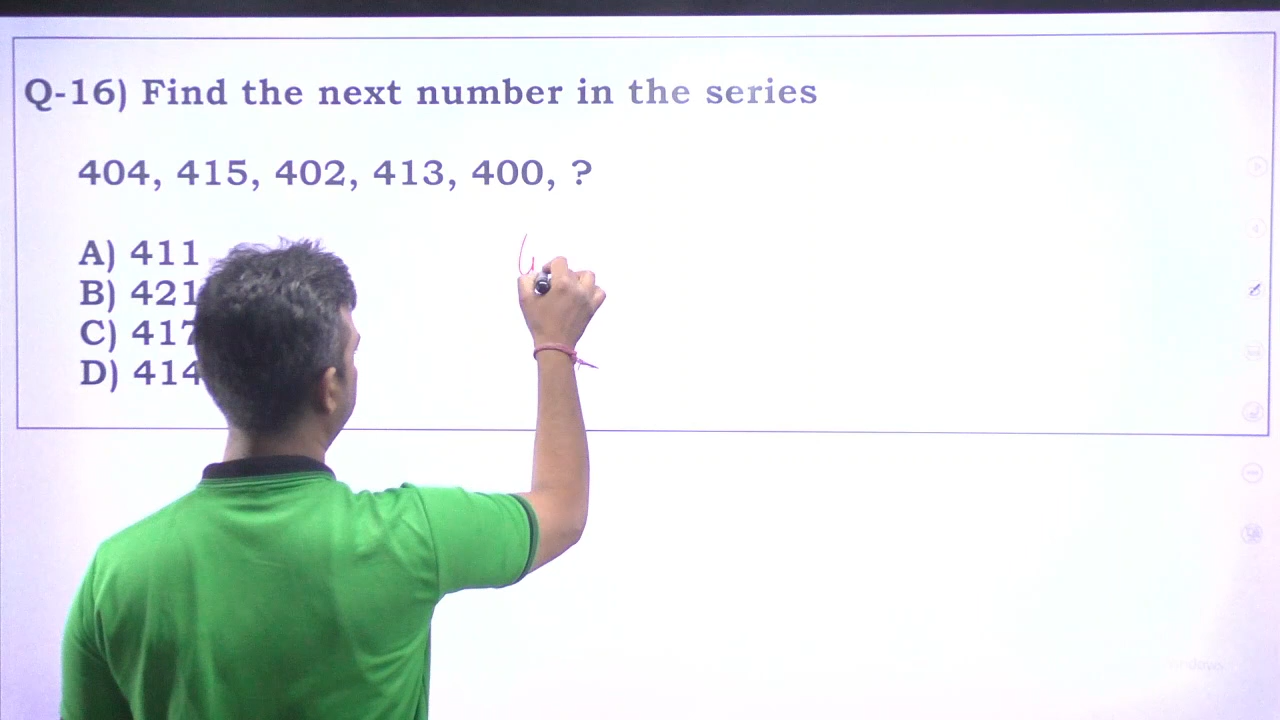 Q-16) Find the next number in the series
404, 415, 402, 413, 400, ?
A) 411
B) 421
C) 417
D) 414